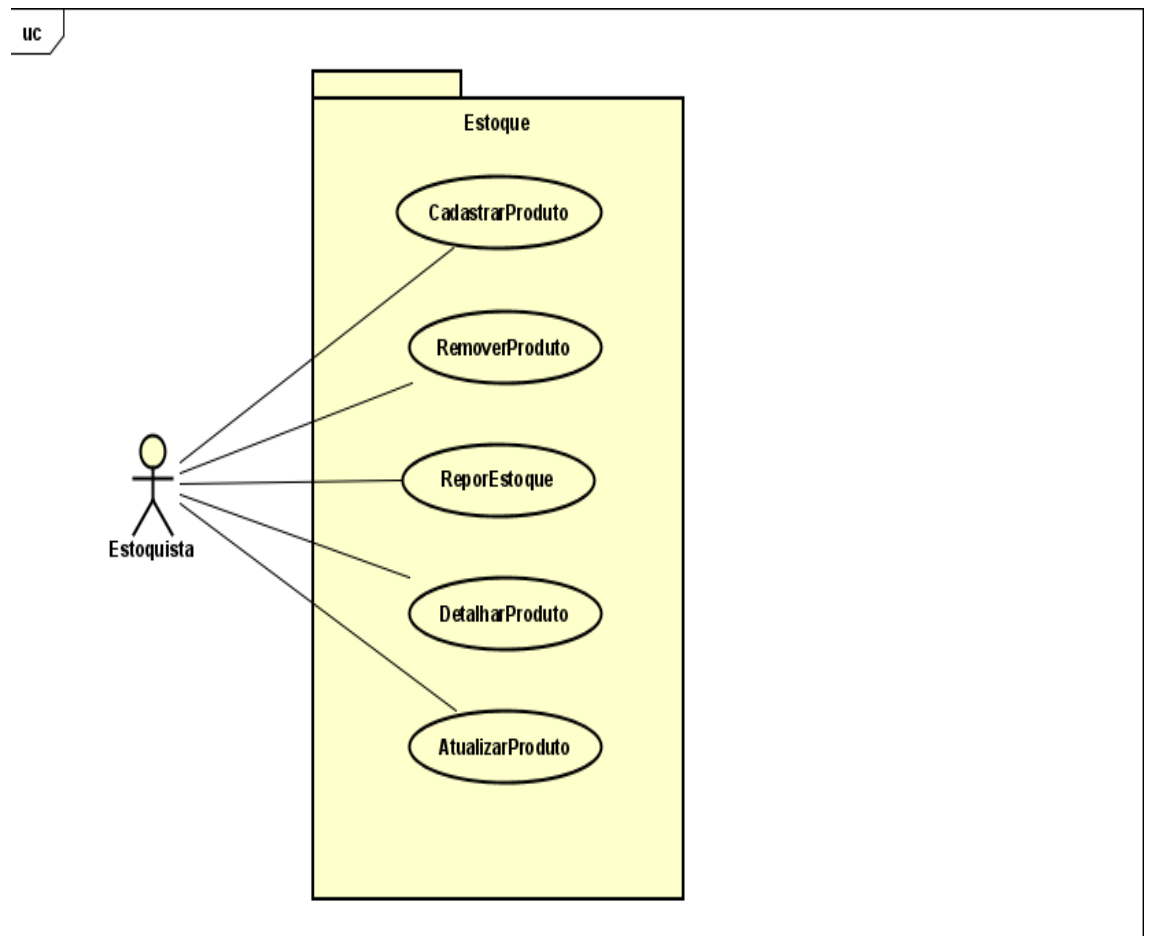 uc
Estoque
CadastrarProduto
RemoverProduto
ReporEstoque
Estoquista
DetalharProduto
AtualizarProduto